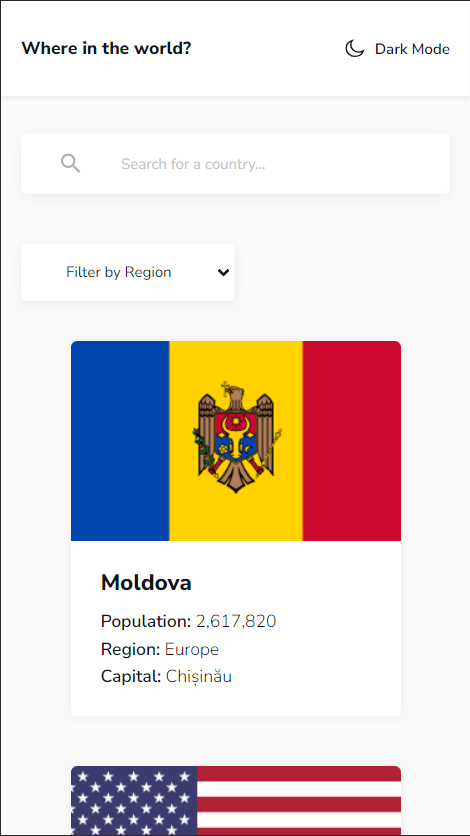 Where in the world?
Dark Mode
Search for a country...
Filter by Region
Moldova
Population: 2,617,820
Region: Europe
Capital: Chișinău